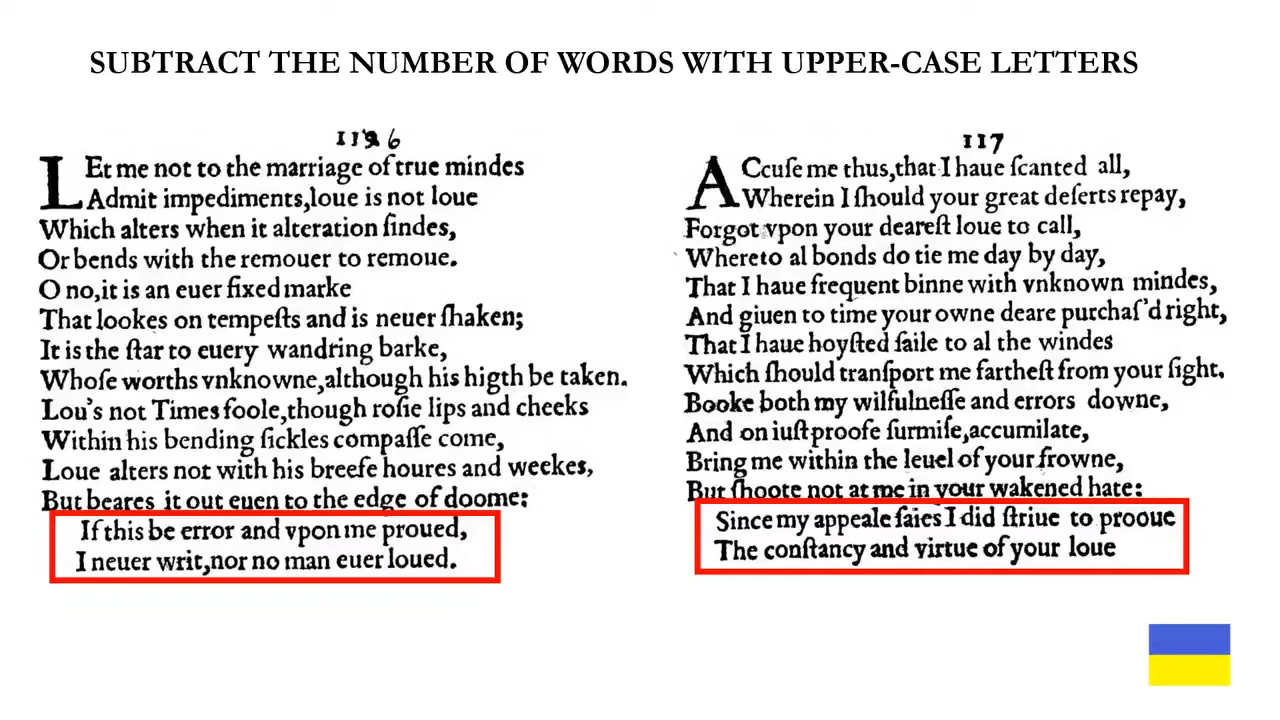 SUBTRACT THE NUMBER OF WORDS WITH UPPER-CASE LETTERS
116
LEt me not to the marriage of true mindes
Admit impediments,loue is not loue
Which alters when it alteration findes,
Or bends with the remouer to remoue.
O no,it is an euer fixed marke
That lookes on tempeſts and is neuer ſhaken;
It is the ſtar to euery wandring barke,
Whoſe worths vnknowne,although his higth be taken.
Lou's not Times foole,though roſie lips and cheeks
Within his bending ſickles compaſſe come,
Loue alters not with his breefe houres and weekes,
But beares it out euen to the edge of doome:
If this be error and vpon me proued,
I neuer writ,nor no man euer loued.
117
ACcuſe me thus,that I haue ſcanted all,
Wherein I ſhould your great deſerts repay,
Forgot vpon your deareſt loue to call,
Whereto al bonds do tie me day by day,
That I haue frequent binne with vnknown mindes,
And giuen to time your owne deare purchaſ'd right,
That I haue hoyſted ſaile to al the windes
Which ſhould tranſport me fartheſt from your ſight.
Booke both my wilfulneſſe and errors downe,
And on iuſt proofe ſurmiſe,accumilate,
Bring me within the leuel of your frowne,
But ſhoote not at me in your wakened hate:
Since my appeale ſaies I did ſtriue to prooue
The conſtancy and virtue of your loue